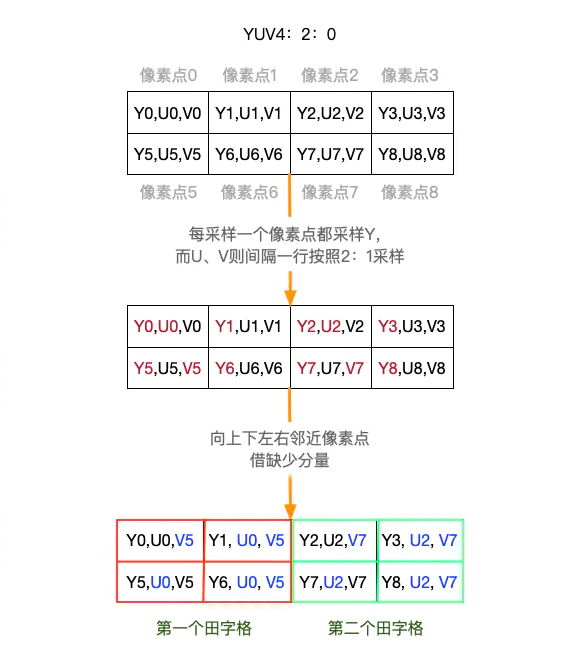 YUV4：2：0
像素点0 像素点1 像素点2 像素点3
Y0,U0,V0 Y1,U1,V1 Y2,U2,V2 Y3,U3,V3
Y5,U5,V5 Y6,U6,V6 Y7,U7,V7 Y8,U8,V8
像素点5 像素点6 像素点7 像素点8
每采样一个像素点都采样Y，
而U、V则间隔一行按照2：1采样
Y0,U0,V0 Y1,U1,V1 Y2,U2,V2 Y3,U3,V3
Y5,U5,V5 Y6,U6,V6 Y7,U7,V7 Y8,U8,V8
向上下左右邻近像素点
借缺少分量
Y0,U0,V5 Y1, U0, V5 Y2,U2,V7 Y3, U2, V7
Y5,U0,V5 Y6, U0, V5 Y7,U2,V7 Y8, U2, V7
第一个田字格 第二个田字格